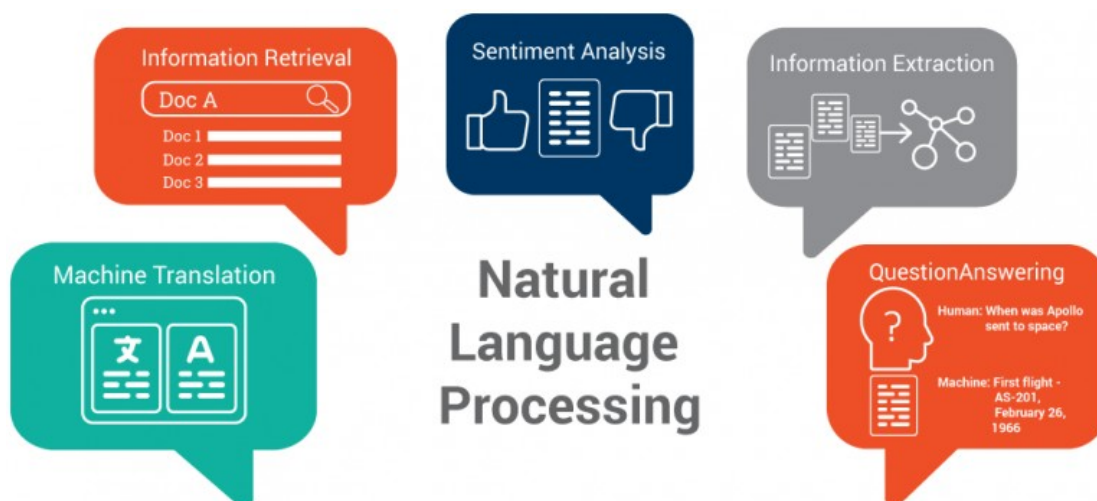 Information Retrieval
Doc A
Doc 1
Doc 2
Doc 3
Sentiment Analysis
Information Extraction
Machine Translation
文 A
Natural
Language
Processing
QuestionAnswering
?
Human: When was Apollo
sent to space?
Machine: First flight -
AS-201,
February 26,
1966